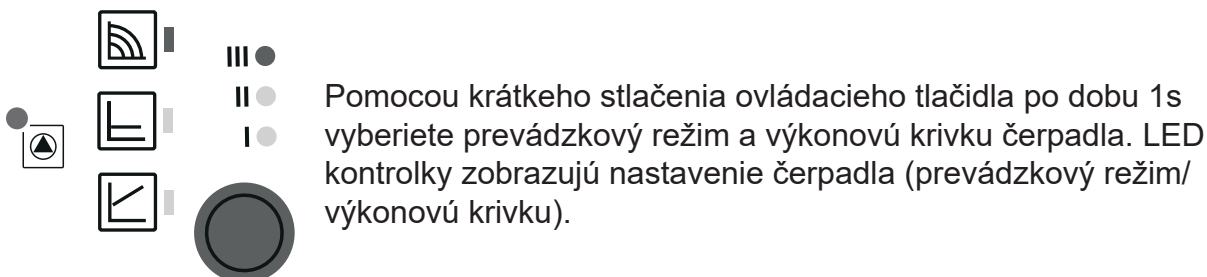 III
II
I
Pomocou krátkeho stlačenia ovládacieho tlačidla po dobu 1s
vyberiete prevádzkový režim a výkonovú krivku čerpadla. LED
kontrolky zobrazujú nastavenie čerpadla (prevádzkový režim/
výkonovú krivku).